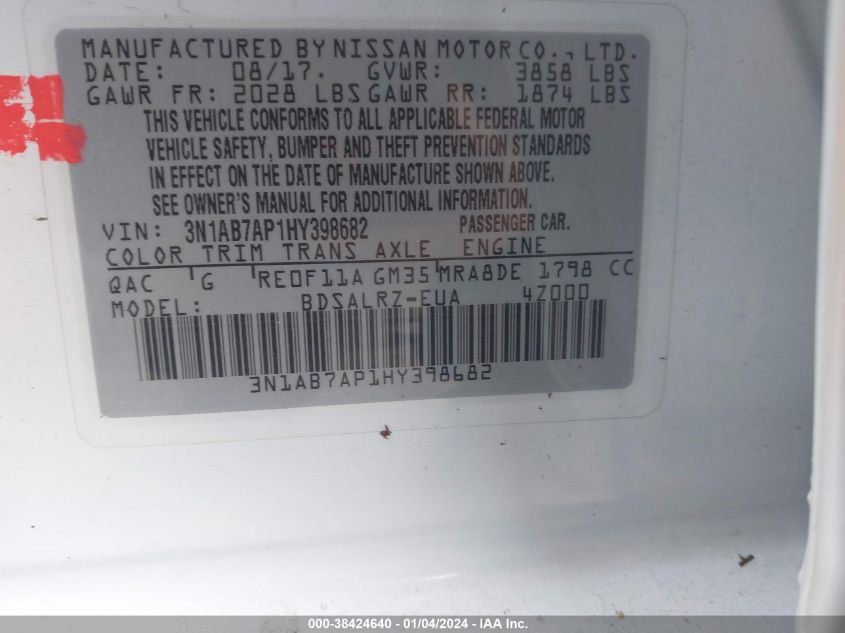 MANUFACTURED BY NISSAN MOTOR CO., LTD.
DATE: 08/17. GVWR: 3858 LBS
GAWR FR: 2028 LBS GAWR RR: 1874 LBS
THIS VEHICLE CONFORMS TO ALL APPLICABLE FEDERAL MOTOR
VEHICLE SAFETY, BUMPER AND THEFT PREVENTION STANDARDS
IN EFFECT ON THE DATE OF MANUFACTURE SHOWN ABOVE.
SEE OWNER'S MANUAL FOR ADDITIONAL INFORMATION.
VIN: 3N1AB7AP1HY398682 PASSENGER CAR.
COLOR TRIM TRANS AXLE ENGINE
QAC G RE0F11A GM35 MRA8DE 1798 CC
MODEL: BDSALRZ-EUA 4Z000
3N1AB7AP1HY398682
000-38424640 - 01/04/2024 - IAA Inc.